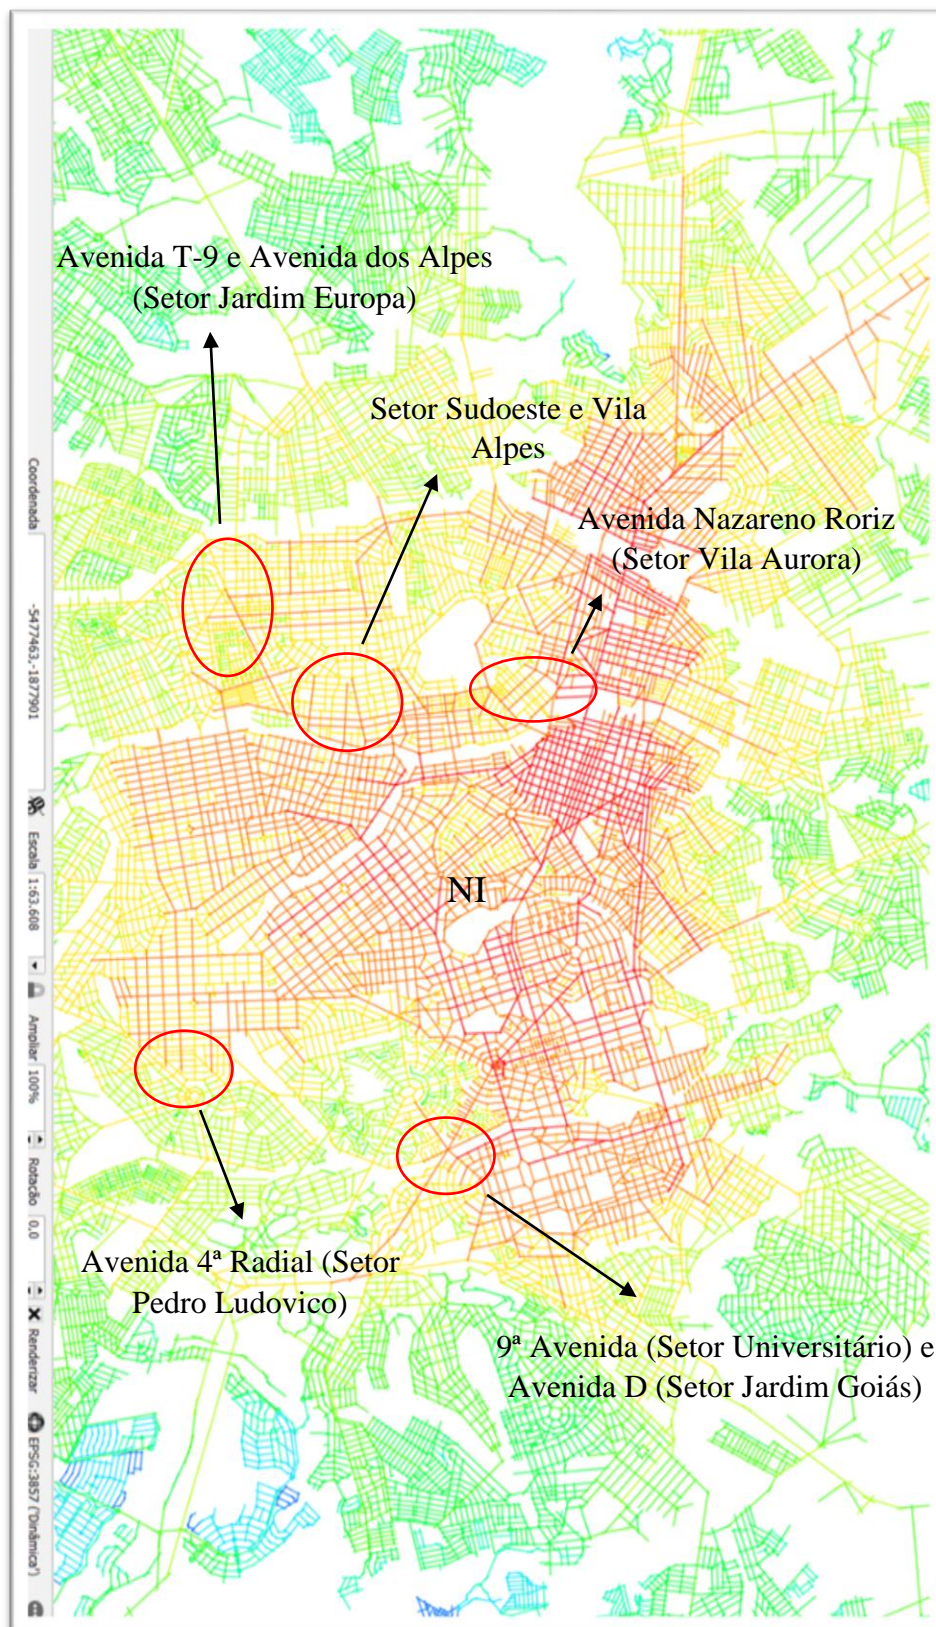 Avenida T-9 e Avenida dos Alpes
(Setor Jardim Europa)
Setor Sudoeste e Vila
Alpes
Avenida Nazareno Roriz
(Setor Vila Aurora)
NI
Avenida 4ª Radial (Setor
Pedro Ludovico)
9ª Avenida (Setor Universitário) e
Avenida D (Setor Jardim Goiás)
Coordenada -5477463,-1877901 Escala 1:63.608 Ampliar 100% Rotação 0,0 Renderizar EPSG:3857 ('Dinâmica')